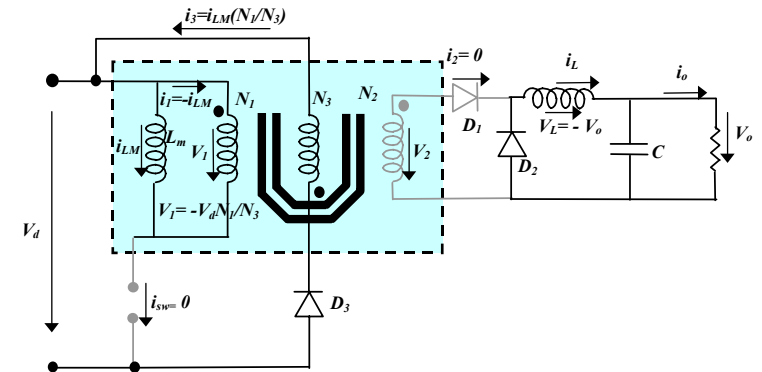 i3=iLM(N1/N3)
i2= 0
iL
io
i1=-iLM
N1
N3
N2
D1
VL= - Vo
iLM
Lm
V1
V2
D2
C
Vo
V1= -VdN1/N3
Vd
isw= 0
D3